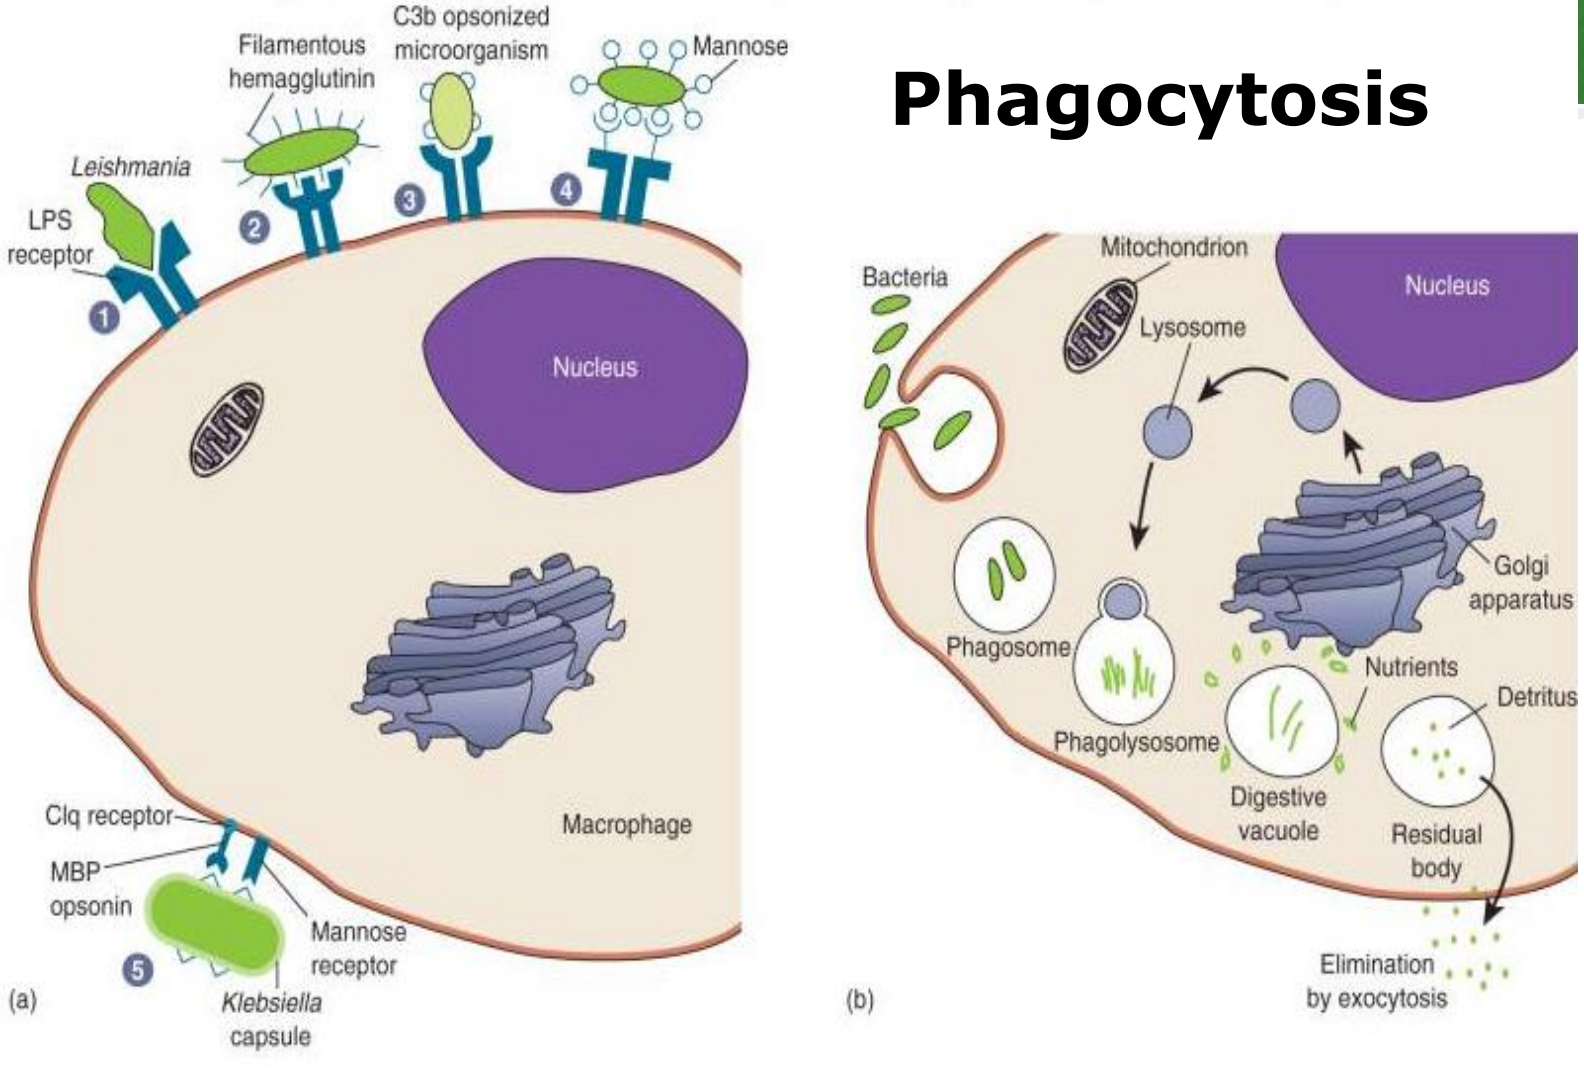 Phagocytosis
C3b opsonized
microorganism
Filamentous
hemagglutinin
Mannose
Leishmania
LPS
receptor
1
2
3
4
Nucleus
Macrophage
Clq receptor
MBP
opsonin
Mannose
receptor
5
Klebsiella
capsule
(a)
Bacteria
Mitochondrion
Nucleus
Lysosome
Golgi
apparatus
Phagosome
Phagolysosome
Nutrients
Detritus
Digestive
vacuole
Residual
body
Elimination
by exocytosis
(b)